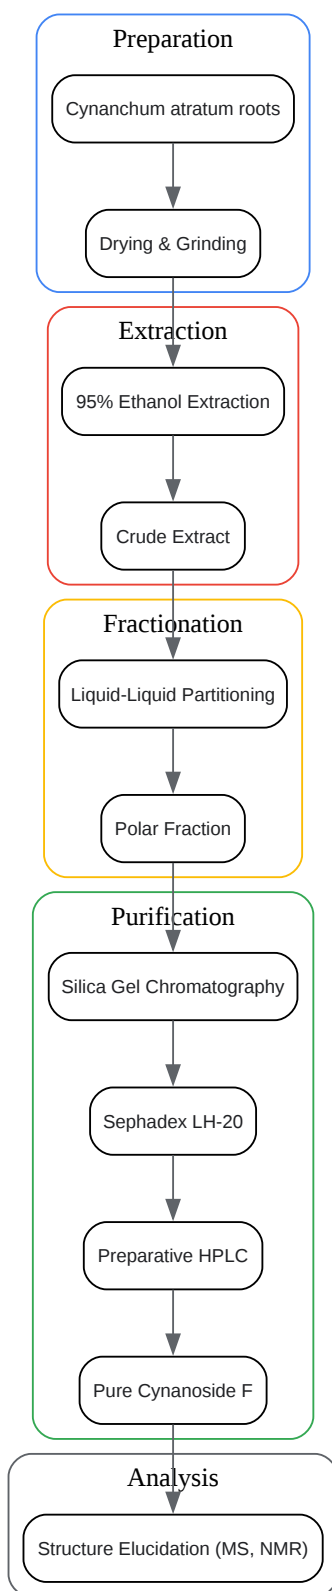 Preparation
Cynanchum atratum roots
Drying & Grinding
Extraction
95% Ethanol Extraction
Crude Extract
Fractionation
Liquid-Liquid Partitioning
Polar Fraction
Purification
Silica Gel Chromatography
Sephadex LH-20
Preparative HPLC
Pure Cynanoside F
Analysis
Structure Elucidation (MS, NMR)